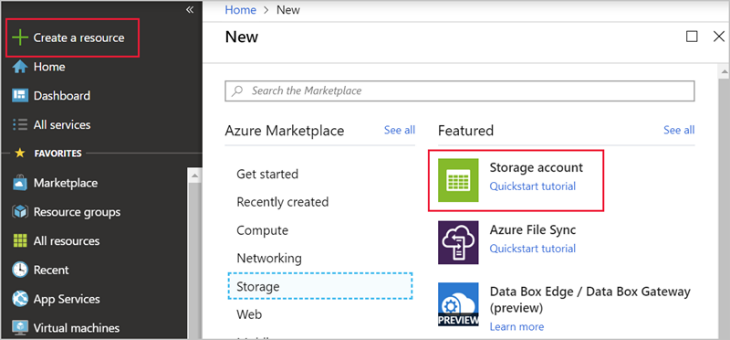 «
Create a resource
Home
Dashboard
All services
FAVORITES
Marketplace
Resource groups
All resources
Recent
App Services
Virtual machines
Home > New
New
Search the Marketplace
Azure Marketplace See all
Get started
Recently created
Compute
Networking
Storage
Web
Featured See all
Storage account
Quickstart tutorial
Azure File Sync
Quickstart tutorial
PREVIEW
Data Box Edge / Data Box Gateway
(preview)
Learn more